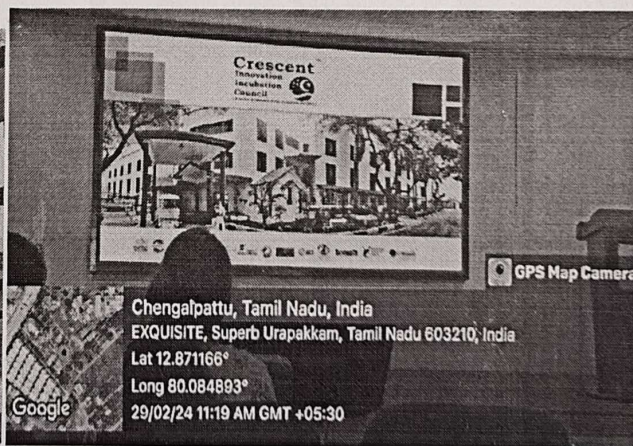 Crescent
Innovation
Incubation
Council
GPS Map Camera
Chengalpattu, Tamil Nadu, India
EXQUISITE, Superb Urapakkam, Tamil Nadu 603210, India
Lat 12.871166°
Long 80.084893°
Google
29/02/24 11:19 AM GMT +05:30